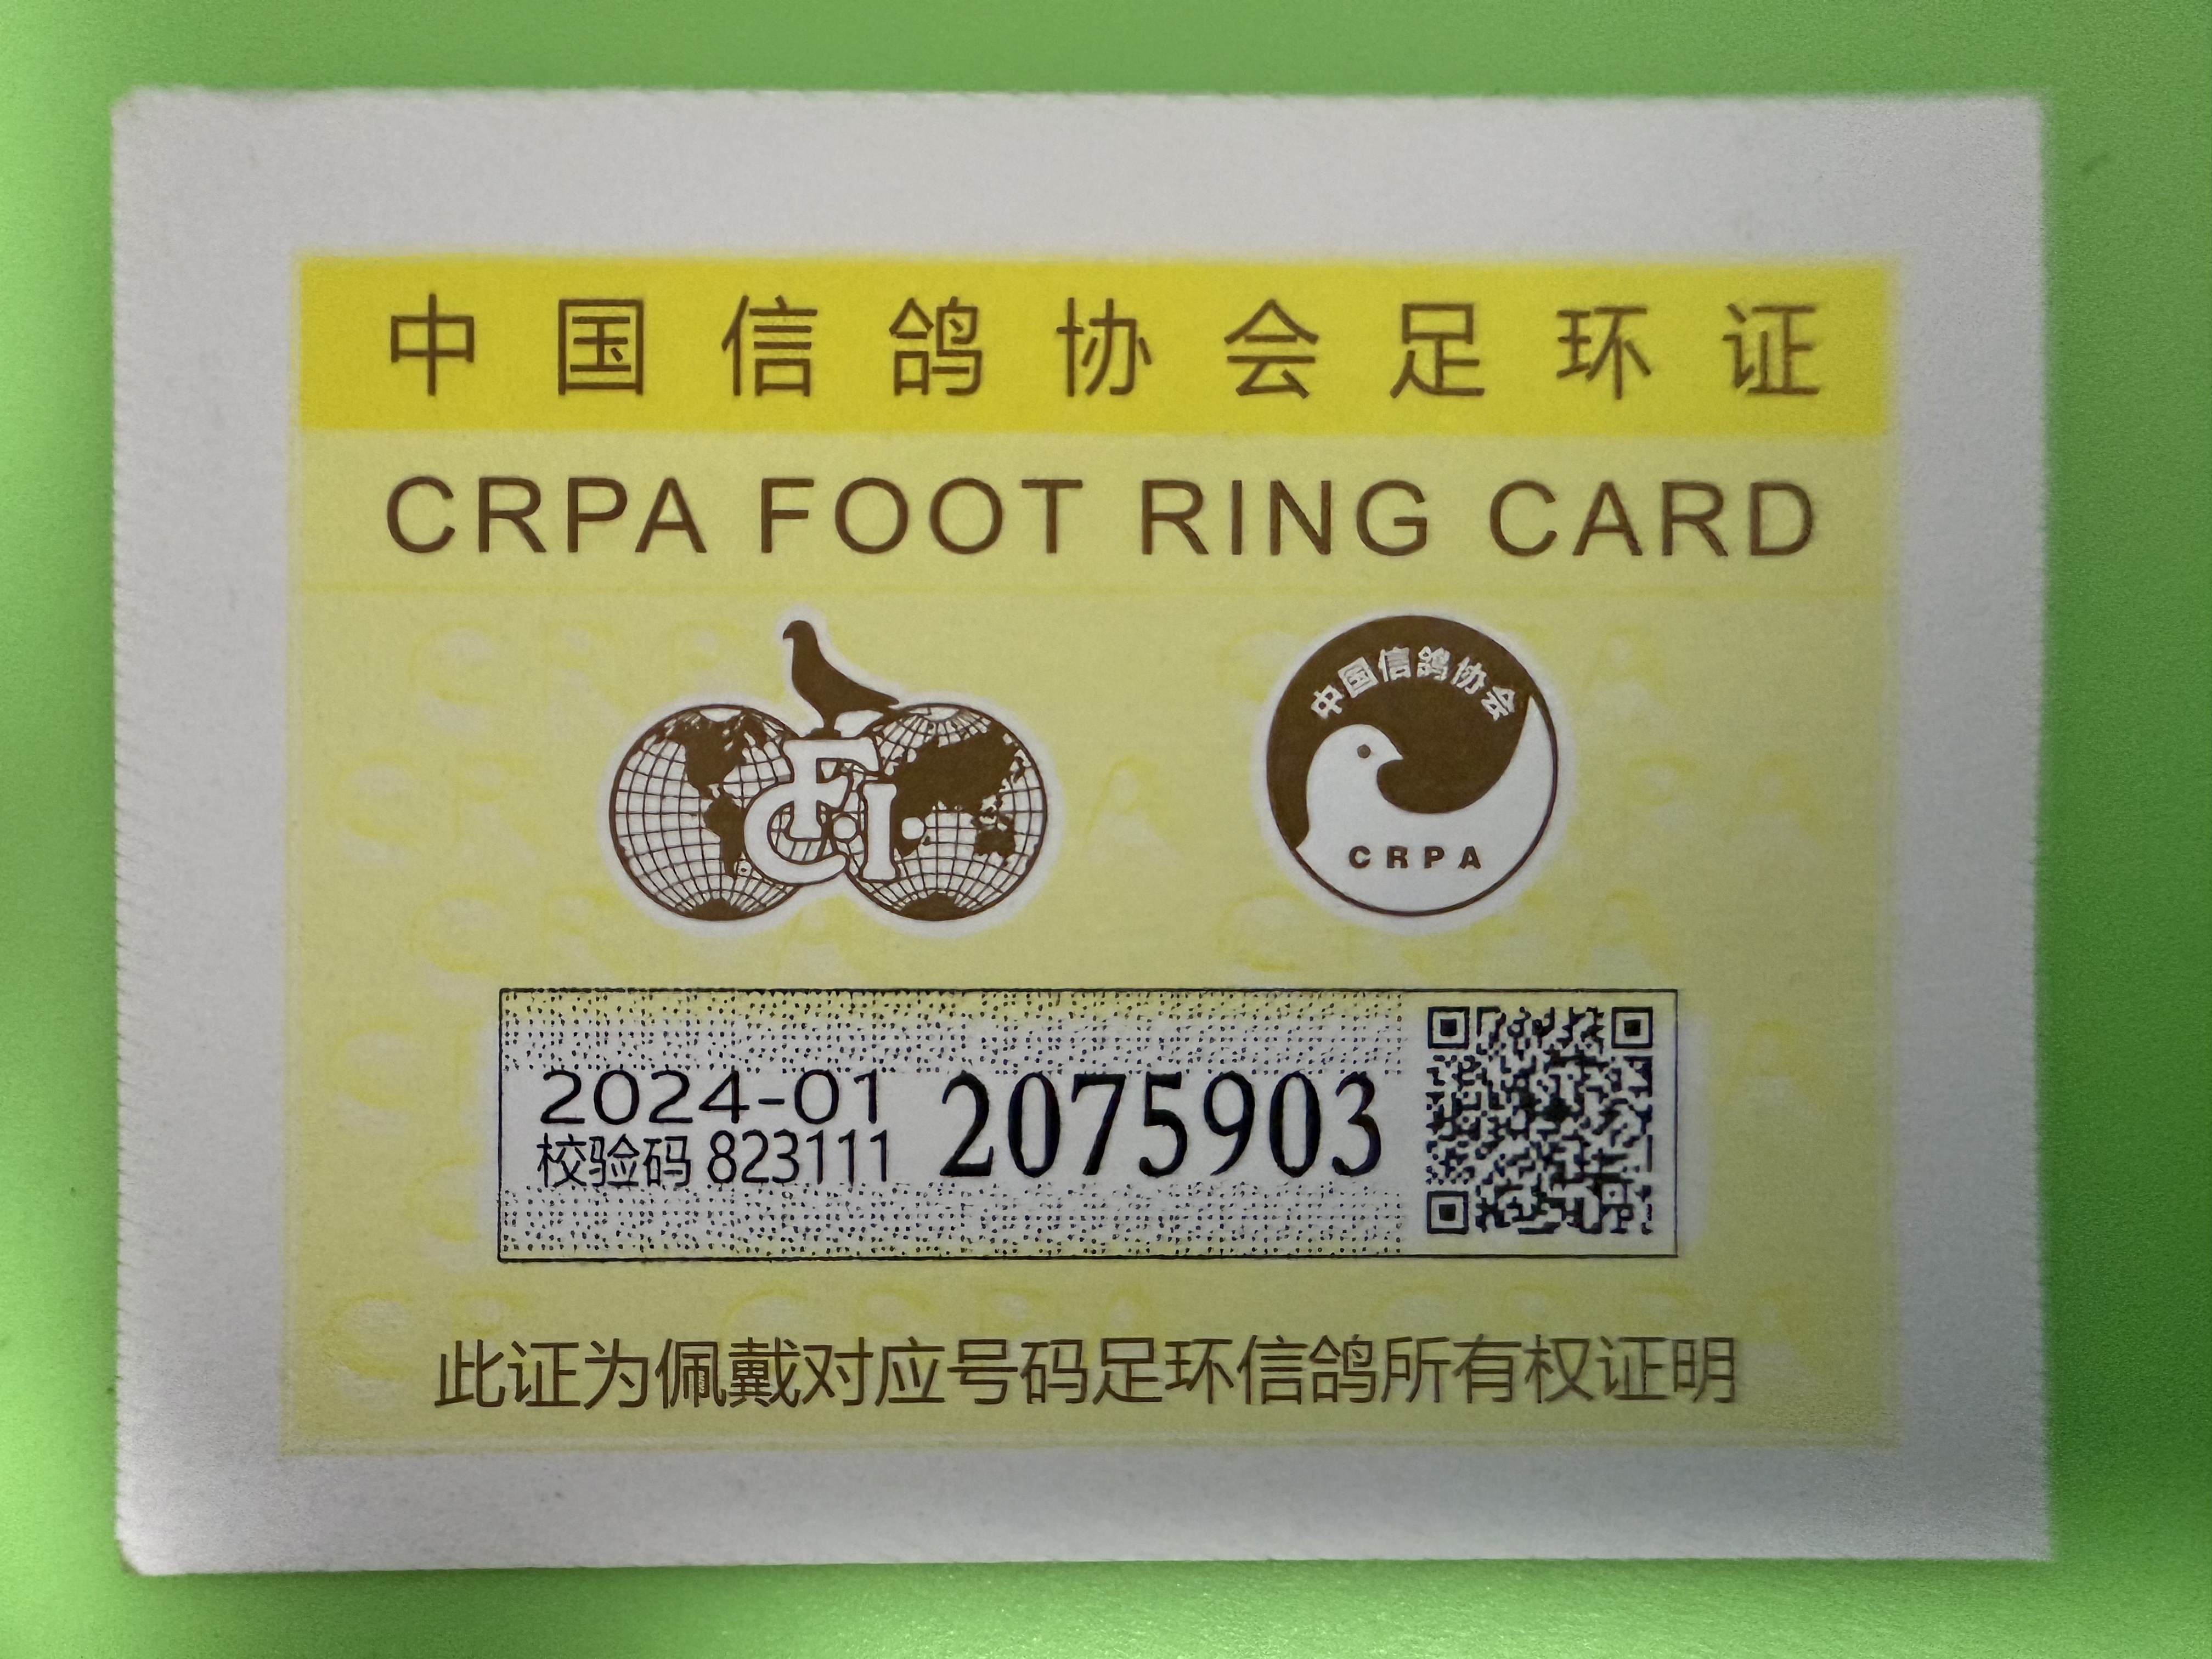 中国信鸽协会足环证
CRPA FOOT RING CARD
F.C.I.
中国信鸽协会
CRPA
2024-01
校验码 823111
2075903
此证为佩戴对应号码足环信鸽所有权证明